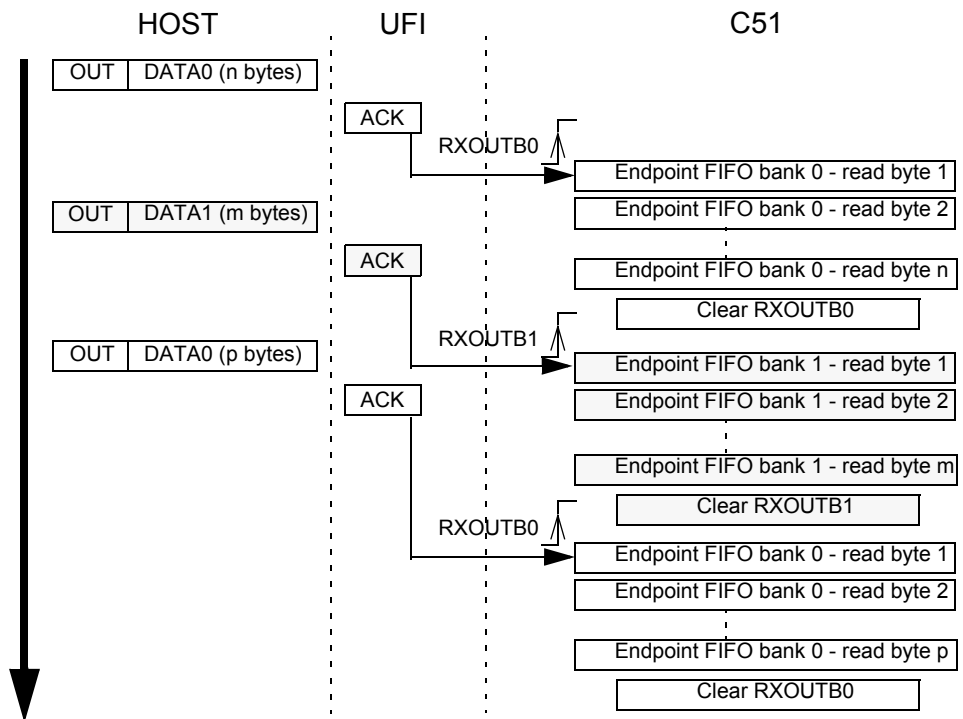 HOST UFI C51
OUT DATA0 (n bytes)
ACK
RXOUTB0
Endpoint FIFO bank 0 - read byte 1
OUT DATA1 (m bytes)
Endpoint FIFO bank 0 - read byte 2
ACK
Endpoint FIFO bank 0 - read byte n
Clear RXOUTB0
RXOUTB1
OUT DATA0 (p bytes)
Endpoint FIFO bank 1 - read byte 1
ACK
Endpoint FIFO bank 1 - read byte 2
Endpoint FIFO bank 1 - read byte m
Clear RXOUTB1
RXOUTB0
Endpoint FIFO bank 0 - read byte 1
Endpoint FIFO bank 0 - read byte 2
Endpoint FIFO bank 0 - read byte p
Clear RXOUTB0